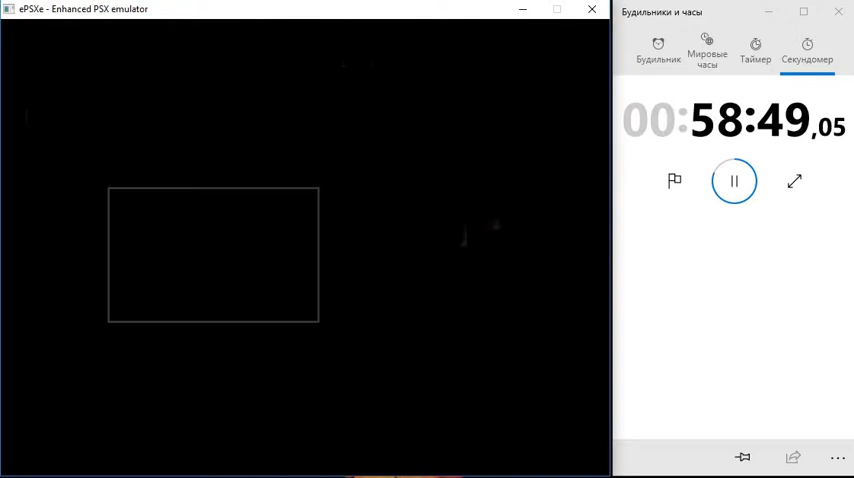 ePSXe - Enhanced PSX emulator
Будильники и часы
Будильник
Мировые
часы
Таймер
Секундомер
00:58:49,05